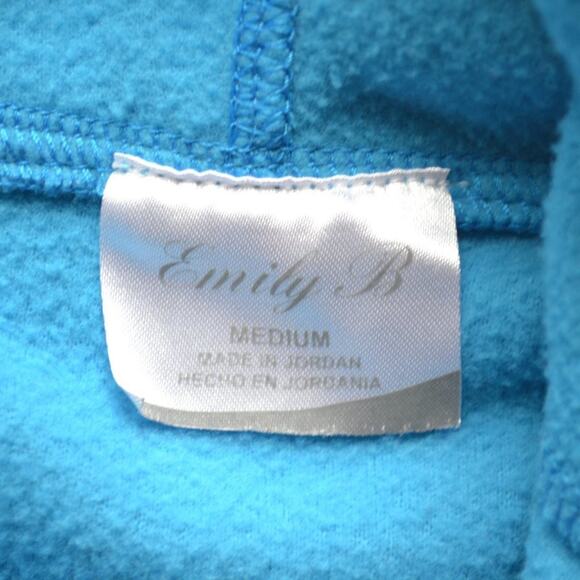 Emily B
MEDIUM
MADE IN JORDAN
HECHO EN JORDANIA